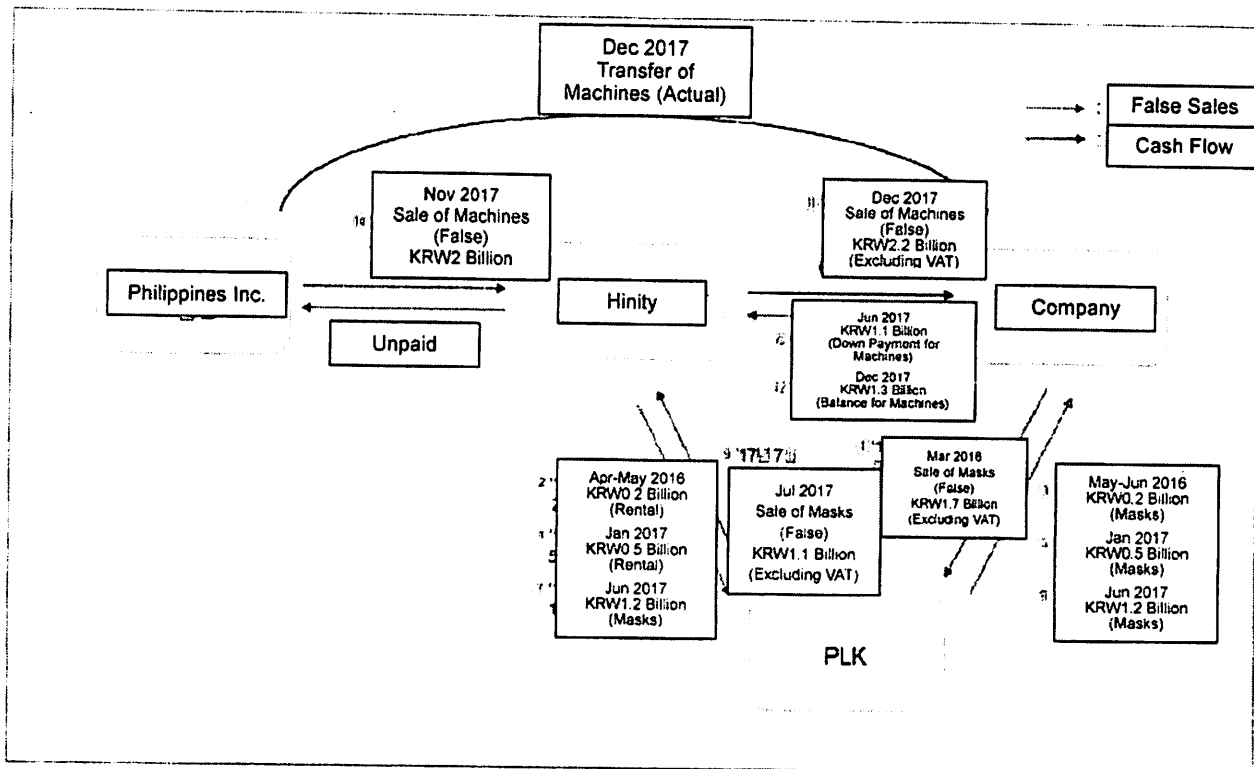 Dec 2017
Transfer of
Machines (Actual)
False Sales
Cash Flow
Nov 2017
Sale of Machines
(False)
KRW2 Billion
Dec 2017
Sale of Machines
(False)
KRW2.2 Billion
(Excluding VAT)
Philippines Inc.
Hinity
Company
Unpaid
Jun 2017
KRW1.1 Billion
(Down Payment for
Machines)
Dec 2017
KRW1.3 Billion
(Balance for Machines)
Apr-May 2016
KRW0.2 Billion
(Rental)
Jan 2017
KRW0.5 Billion
(Rental)
Jun 2017
KRW1.2 Billion
(Masks)
Jul 2017
Sale of Masks
(False)
KRW1.1 Billion
(Excluding VAT)
Mar 2016
Sale of Masks
(False)
KRW1.7 Billion
(Excluding VAT)
May-Jun 2016
KRW0.2 Billion
(Masks)
Jan 2017
KRW0.5 Billion
(Masks)
Jun 2017
KRW1.2 Billion
(Masks)
PLK